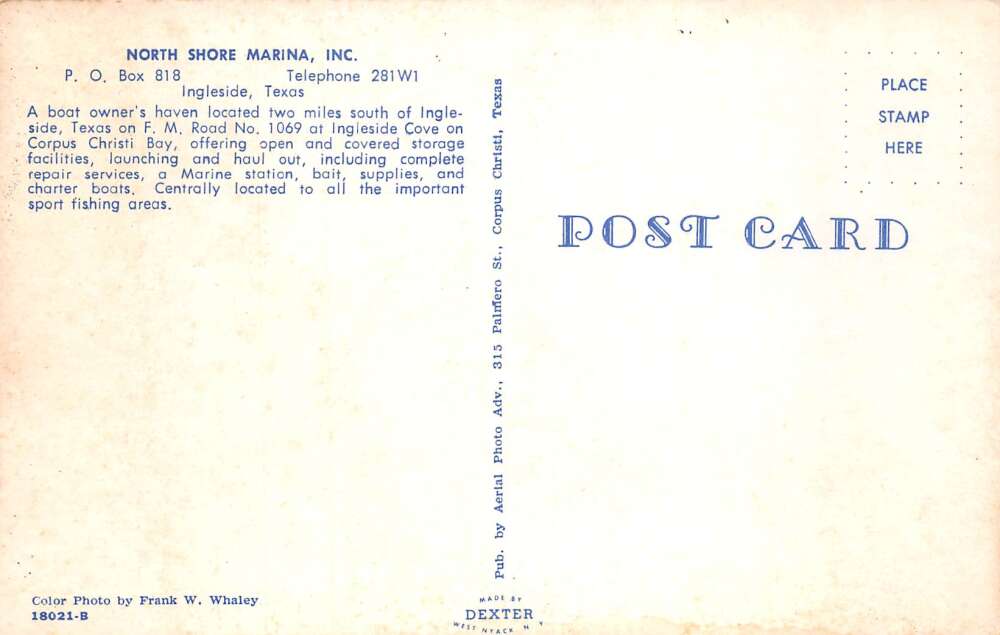 NORTH SHORE MARINA, INC.
P. O. Box 818 Telephone 281W1
Ingleside, Texas
A boat owner's haven located two miles south of Ingle-
side, Texas on F. M. Road No. 1069 at Ingleside Cove on
Corpus Christi Bay, offering open and covered storage
facilities, launching and haul out, including complete
repair services, a Marine station, bait, supplies, and
charter boats. Centrally located to all the important
sport fishing areas.
Color Photo by Frank W. Whaley
18021-B
Pub. by Aerial Photo Adv., 315 Palmero St., Corpus Christi, Texas
MADE BY
DEXTER
WEST NYACK N Y
PLACE
STAMP
HERE
POST CARD